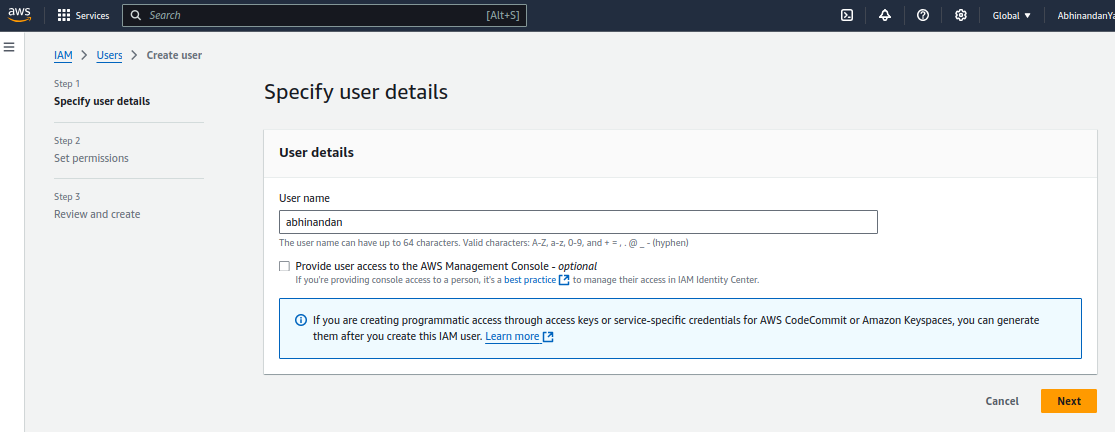 aws
Services
Search
[Alt+S]
Global
AbhinandanYa
IAM > Users > Create user
Step 1
Specify user details
Step 2
Set permissions
Step 3
Review and create
Specify user details
User details
User name
abhinandan
The user name can have up to 64 characters. Valid characters: A-Z, a-z, 0-9, and + = , . @ _ - (hyphen)
Provide user access to the AWS Management Console - optional
If you're providing console access to a person, it's a best practice to manage their access in IAM Identity Center.
If you are creating programmatic access through access keys or service-specific credentials for AWS CodeCommit or Amazon Keyspaces, you can generate
them after you create this IAM user. Learn more
Cancel
Next